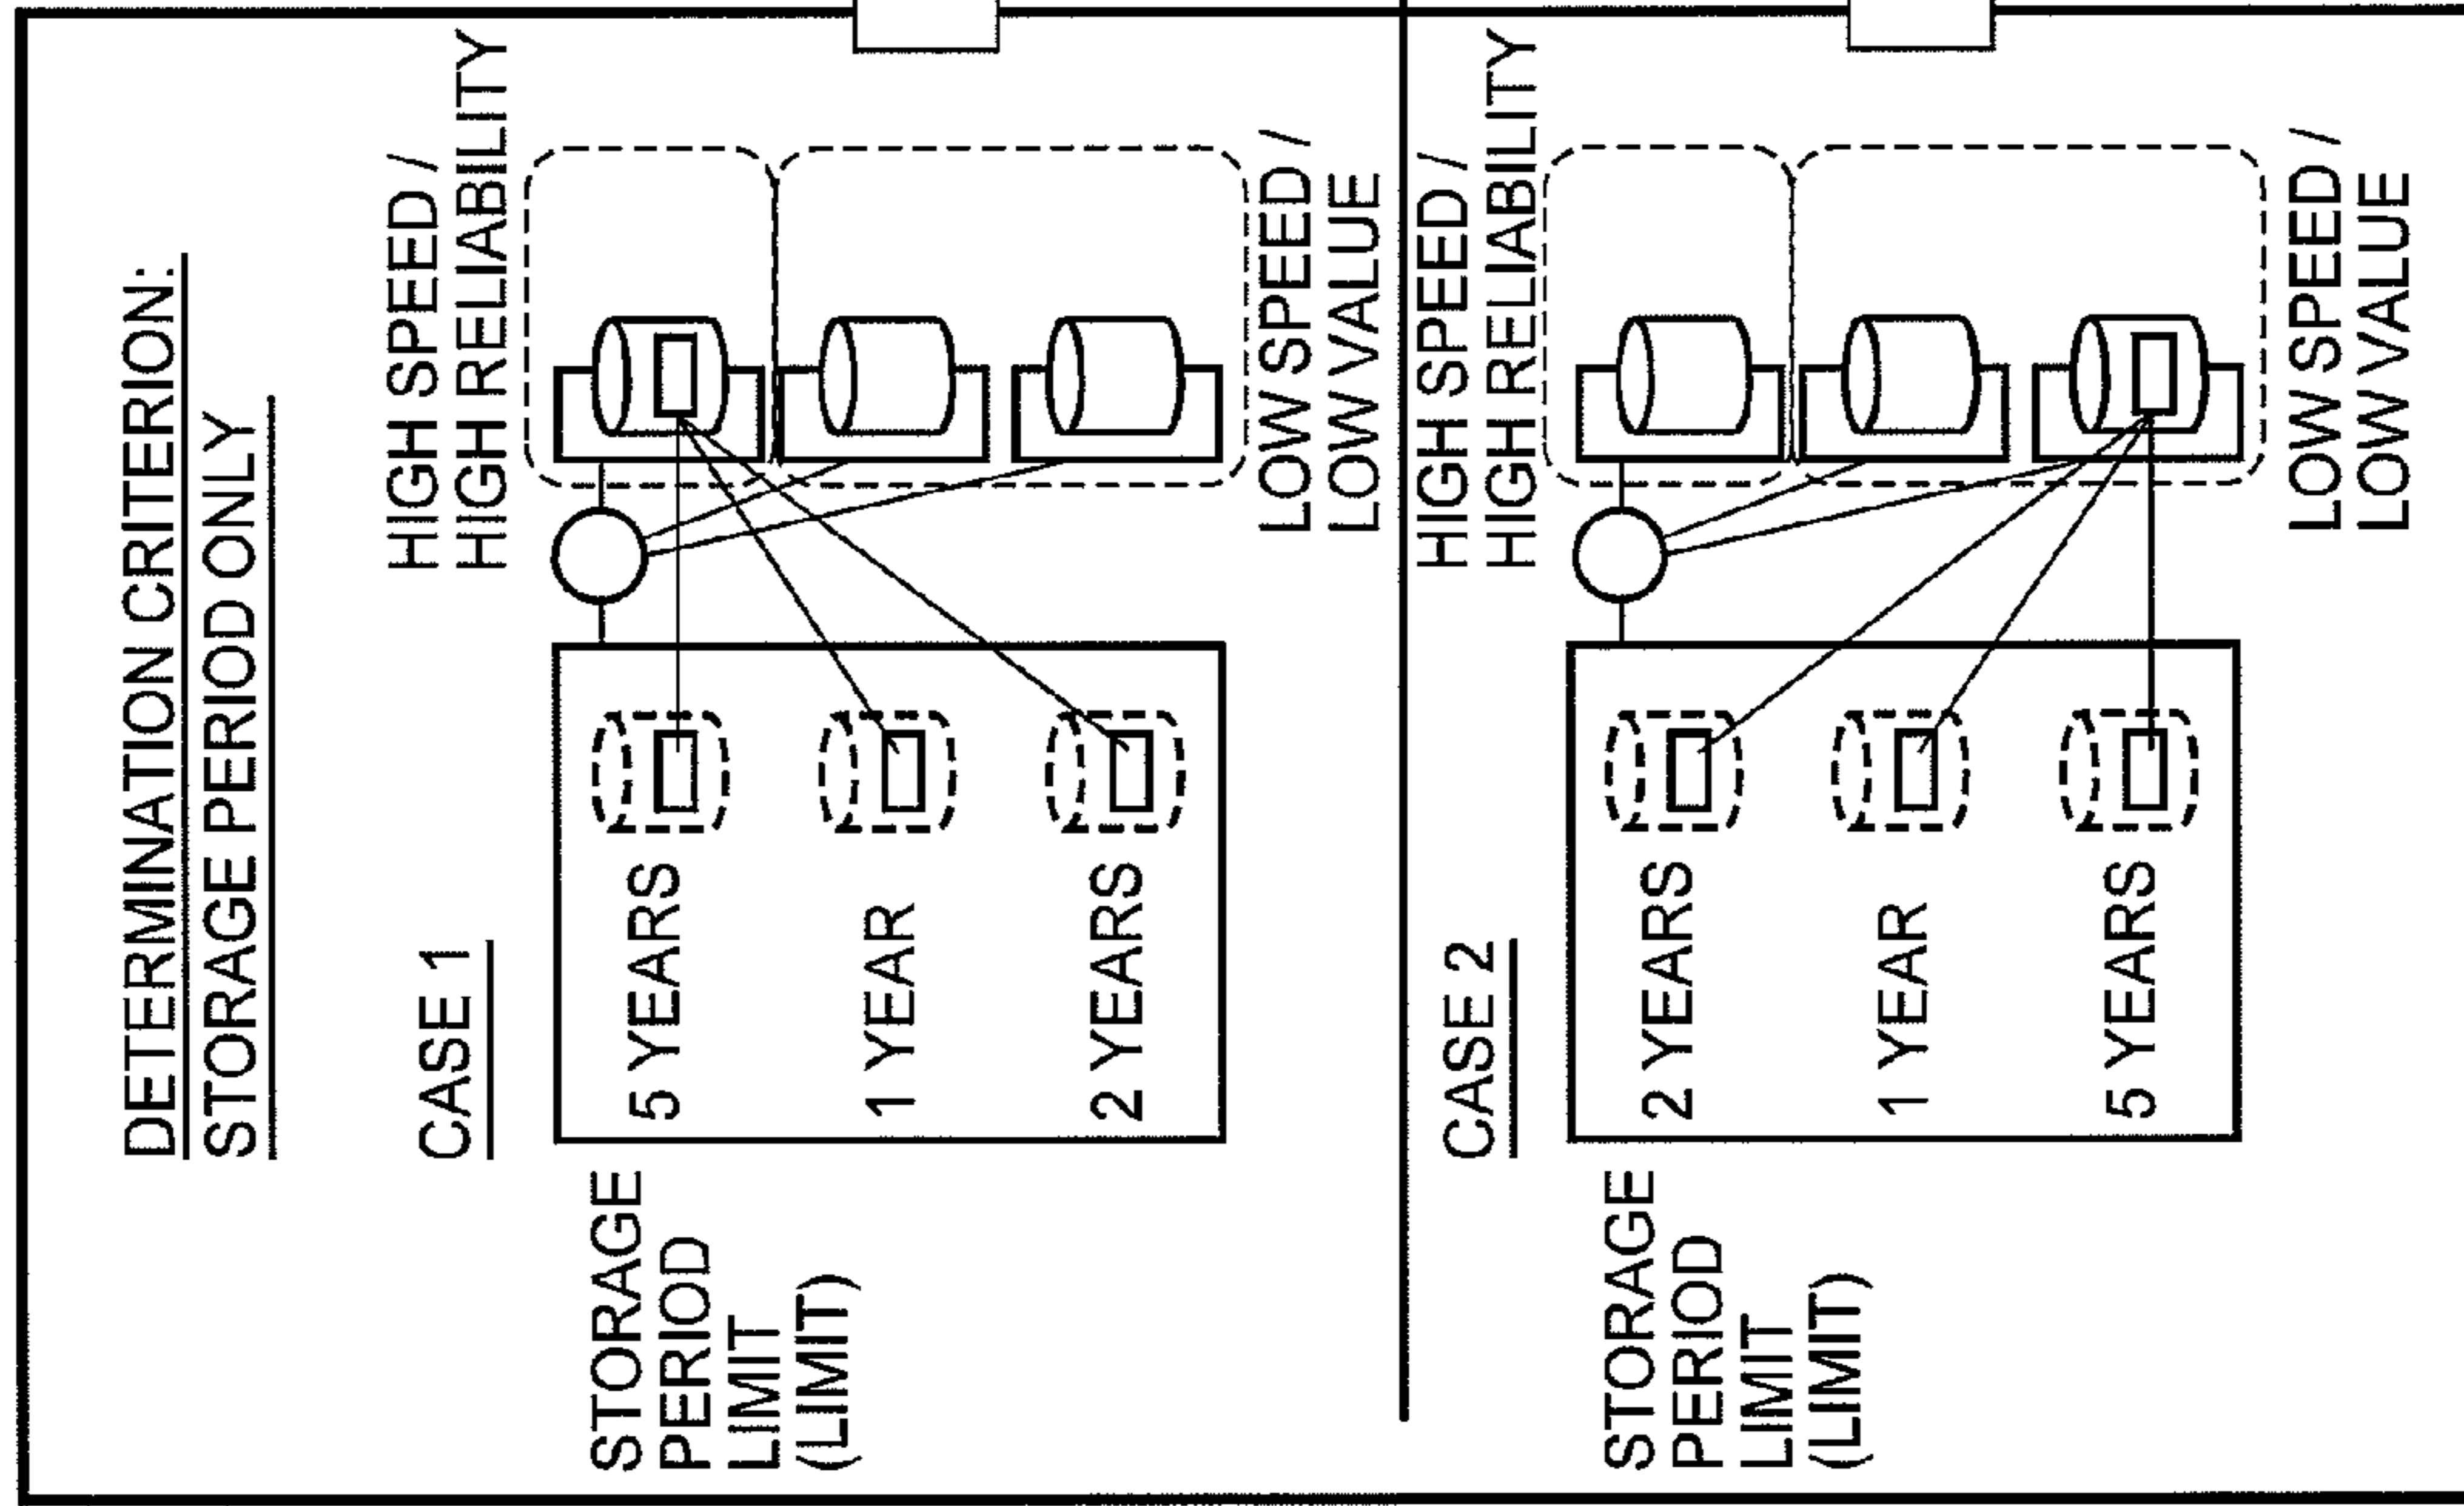 DETERMINATION CRITERION:
STORAGE PERIOD ONLY
CASE 1
HIGH SPEED /
HIGH RELIABILITY
STORAGE
PERIOD
LIMIT
(LIMIT)
5 YEARS
1 YEAR
2 YEARS
LOW SPEED /
LOW VALUE
CASE 2
HIGH SPEED /
HIGH RELIABILITY
STORAGE
PERIOD
LIMIT
(LIMIT)
2 YEARS
1 YEAR
5 YEARS
LOW SPEED /
LOW VALUE